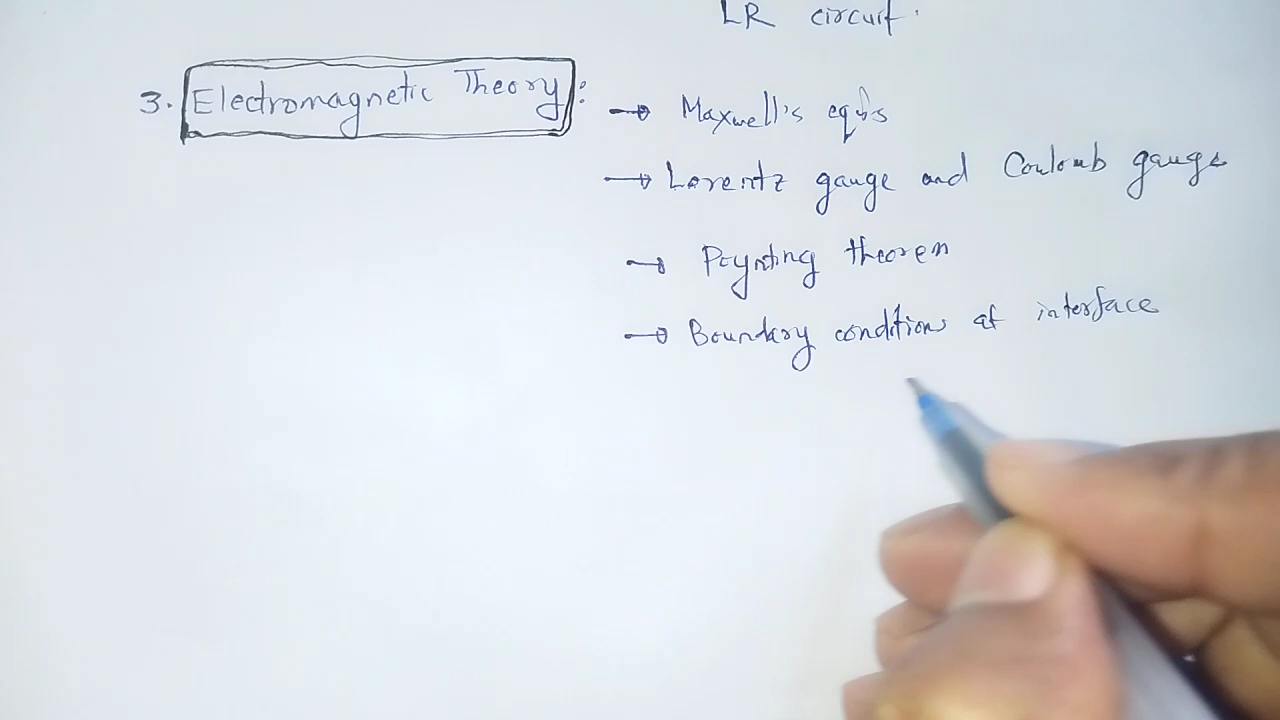 LR circuit.
3. Electromagnetic Theory: → Maxwell's eqns
→ Lorentz gauge and Coulomb gauge
→ Poynting theorem
→ Boundary conditions at interface